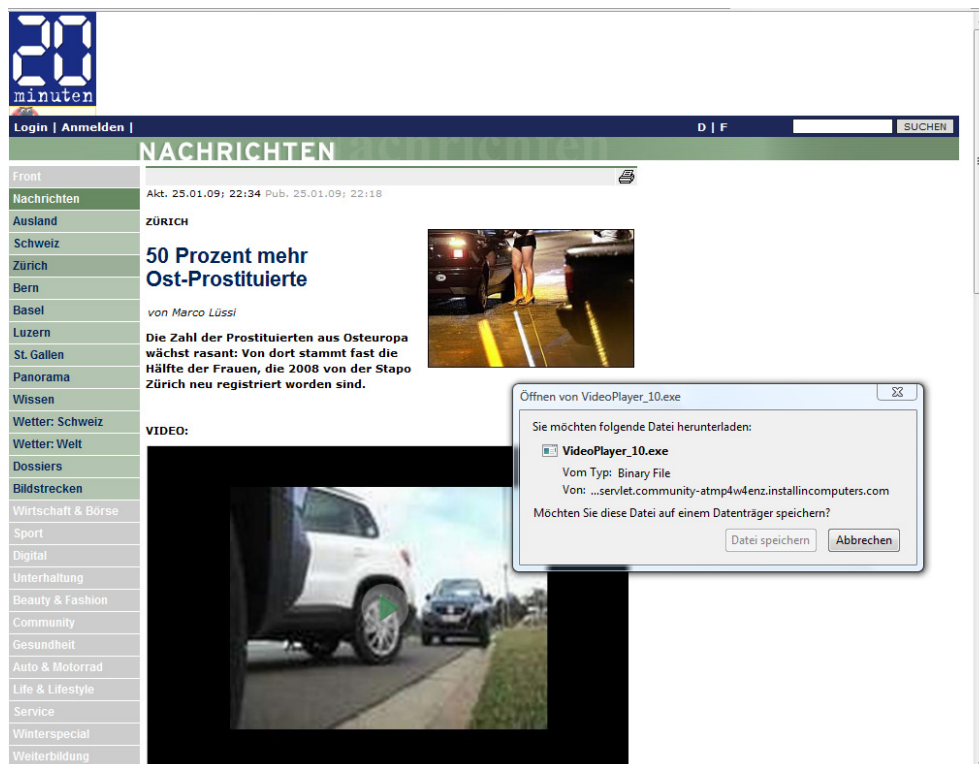 20
minuten
Login | Anmelden |
D | F
SUCHEN
NACHRICHTEN
Front
Nachrichten
Ausland
Schweiz
Zürich
Bern
Basel
Luzern
St. Gallen
Panorama
Wissen
Wetter: Schweiz
Wetter: Welt
Dossiers
Bildstrecken
Wirtschaft & Börse
Sport
Digital
Unterhaltung
Beauty & Fashion
Community
Gesundheit
Auto & Motorrad
Life & Lifestyle
Service
Winterspecial
Weiterbildung
Akt. 25.01.09; 22:34 Pub. 25.01.09; 22:18
ZÜRICH
50 Prozent mehr
Ost-Prostituierte
von Marco Lüssi
Die Zahl der Prostituierten aus Osteuropa
wächst rasant: Von dort stammt fast die
Hälfte der Frauen, die 2008 von der Stapo
Zürich neu registriert worden sind.
VIDEO:
Öffnen von VideoPlayer_10.exe
Sie möchten folgende Datei herunterladen:
VideoPlayer_10.exe
Vom Typ: Binary File
Von: ...servlet.community-atmp4w4enz.installincomputers.com
Möchten Sie diese Datei auf einem Datenträger speichern?
Datei speichern
Abbrechen